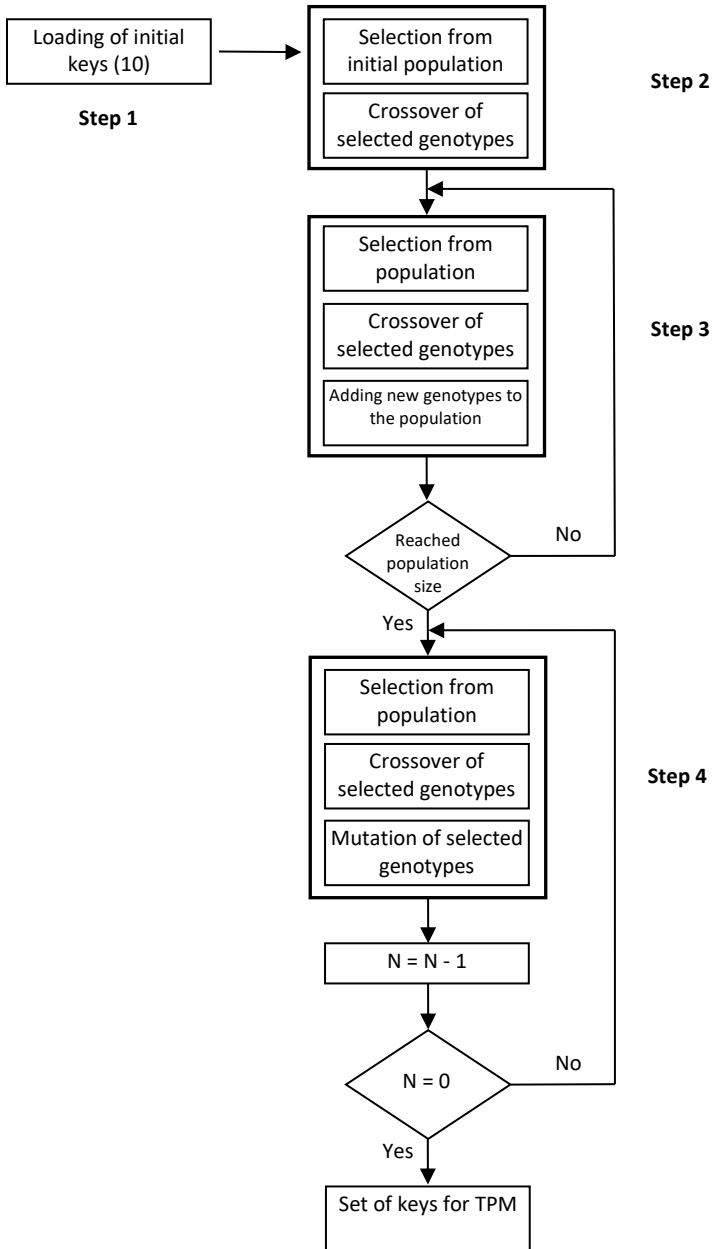 Loading of initial
keys (10)
Step 1
Selection from
initial population
Crossover of
selected genotypes
Step 2
Selection from
population
Crossover of
selected genotypes
Adding new genotypes to
the population
Step 3
Reached
population
size
No
Yes
Selection from
population
Crossover of
selected genotypes
Mutation of selected
genotypes
Step 4
N = N - 1
N = 0
No
Yes
Set of keys for TPM